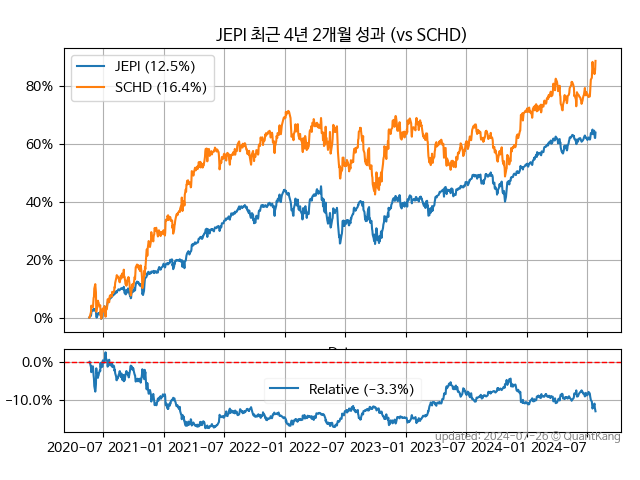 JEPI 최근 4년 2개월 성과 (vs SCHD)
JEPI (12.5%)
SCHD (16.4%)
80%
60%
40%
20%
0%
0.0%
−10.0%
Relative (−3.3%)
2020-07 2021-01 2021-07 2022-01 2022-07 2023-01 2023-07 2024-01 2024-07
updated: 2024-07-26 © QuantKang